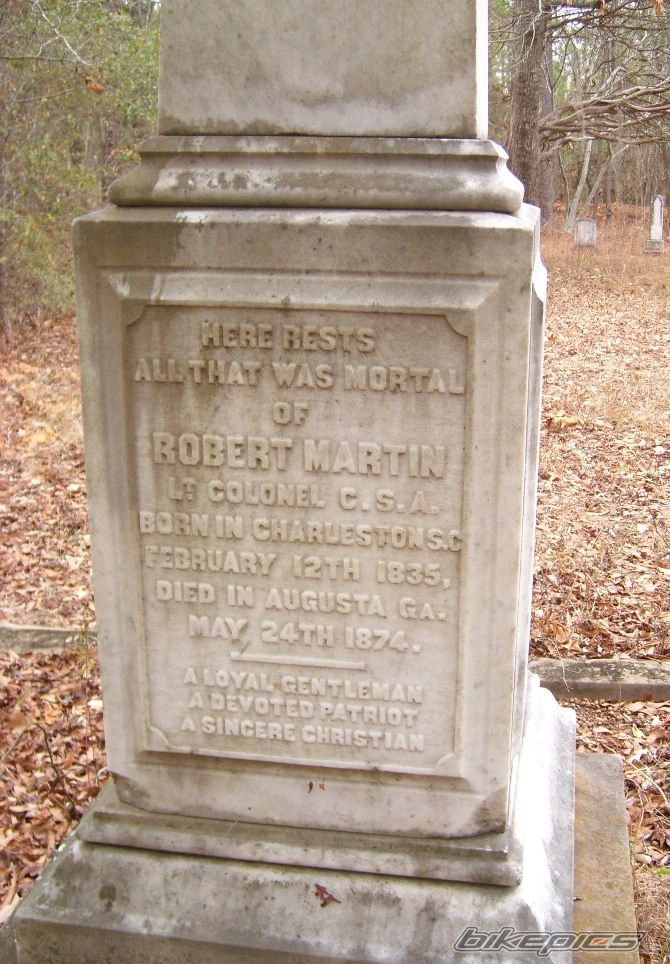 HERE RESTS
ALL THAT WAS MORTAL
OF
ROBERT MARTIN
LT COLONEL C.S.A.
BORN IN CHARLESTON S.C
FEBRUARY 12TH 1835,
DIED IN AUGUSTA GA.
MAY 24TH 1874.
A LOYAL GENTLEMAN
A DEVOTED PATRIOT
A SINCERE CHRISTIAN
bikepics